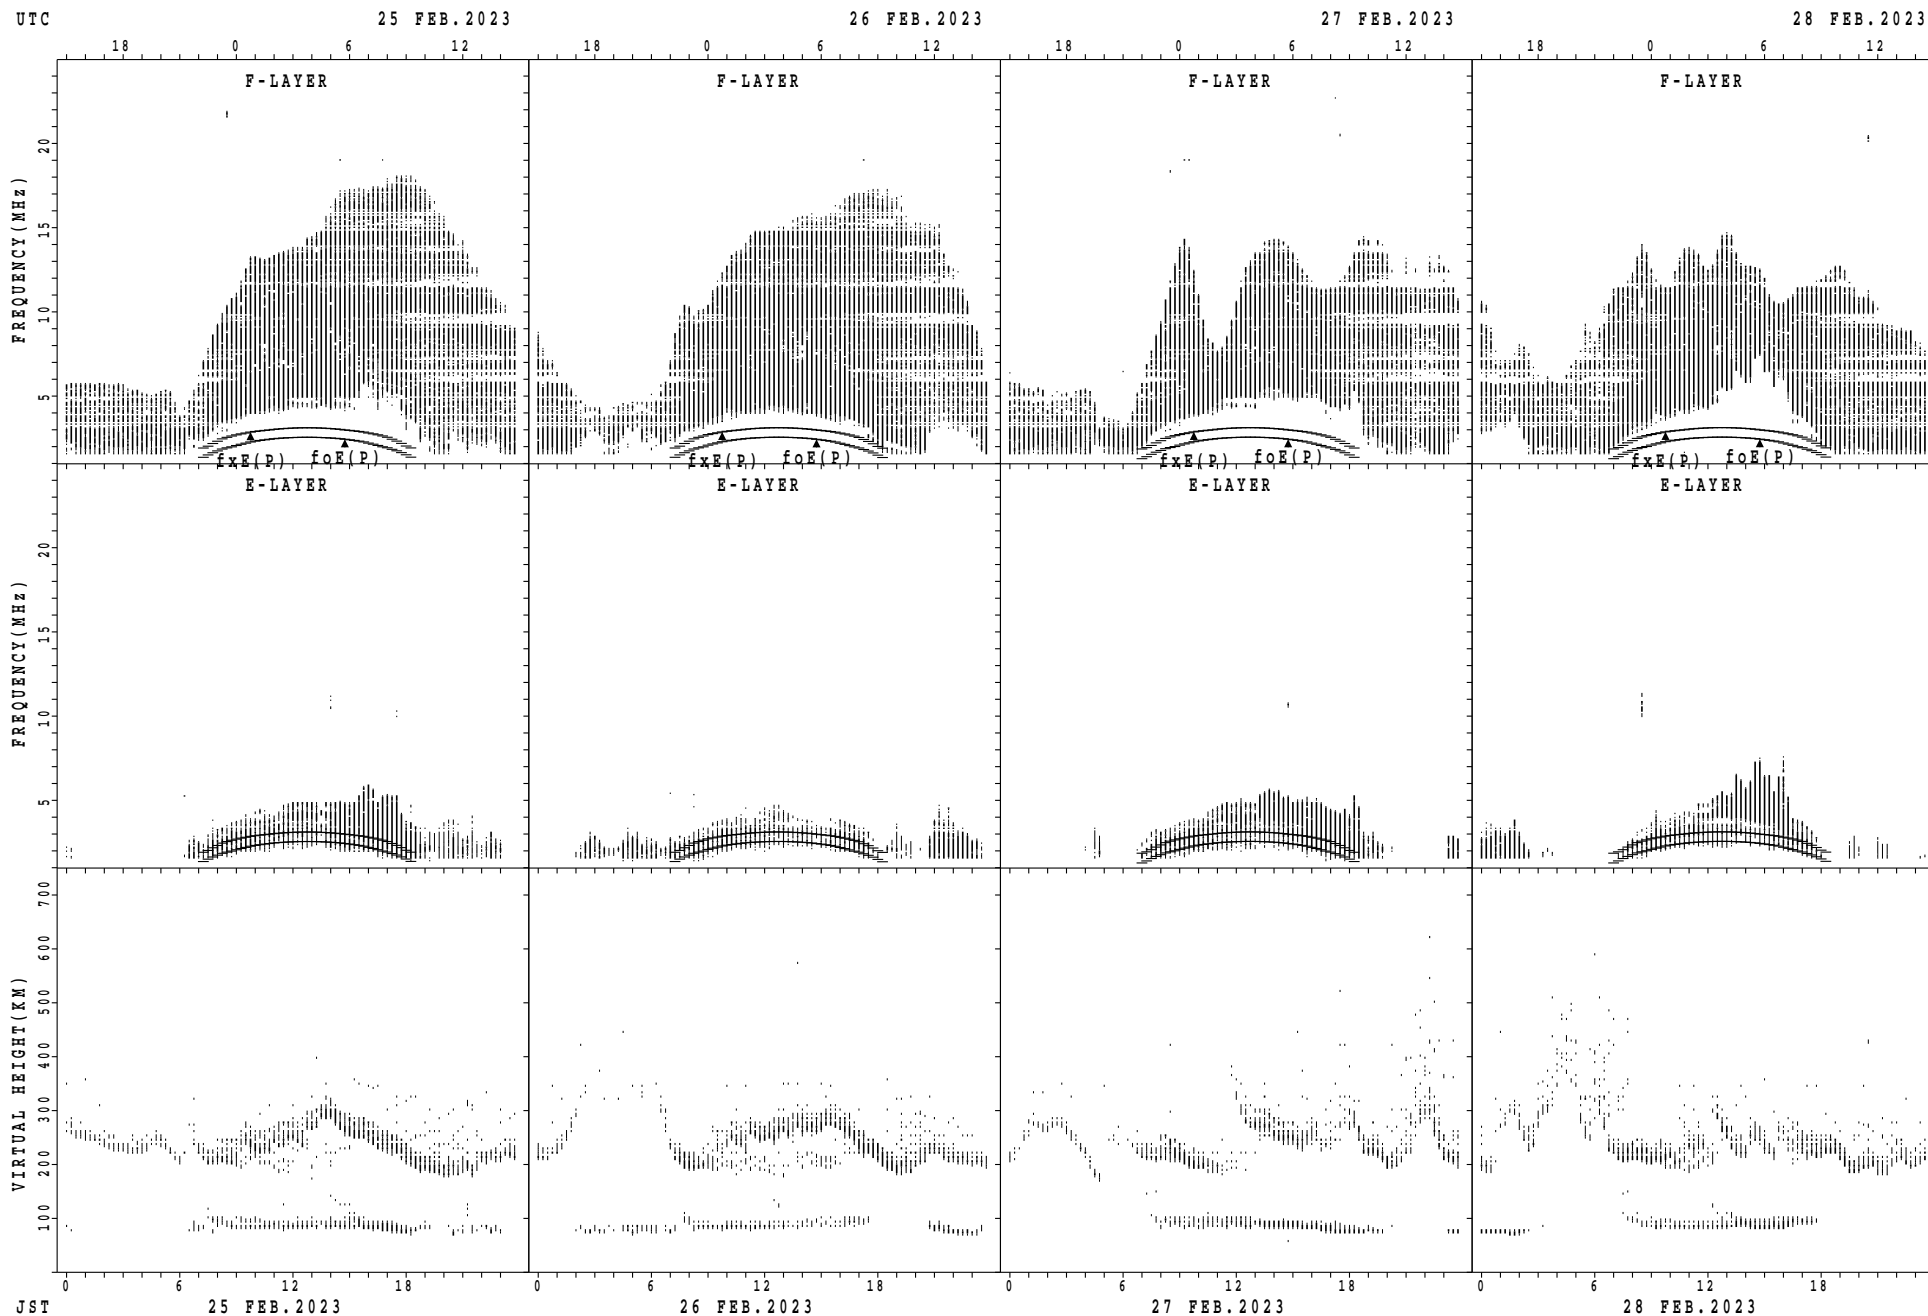 UTC 25 FEB.2023 26 FEB.2023 27 FEB.2023 28 FEB.2023
18 0 6 12 18 0 6 12 18 0 6 12 18 0 6 12
F-LAYER F-LAYER F-LAYER F-LAYER
FREQUENCY(MHz)
20
15
10
5
fxE(P) foE(P) fxE(P) foE(P) fxE(P) foE(P) fxE(P) foE(P)
E-LAYER E-LAYER E-LAYER E-LAYER
FREQUENCY(MHz)
20
15
10
5
VIRTUAL HEIGHT(KM)
700
600
500
400
300
200
100
0 6 12 18 0 6 12 18 0 6 12 18 0 6 12 18
JST 25 FEB.2023 26 FEB.2023 27 FEB.2023 28 FEB.2023